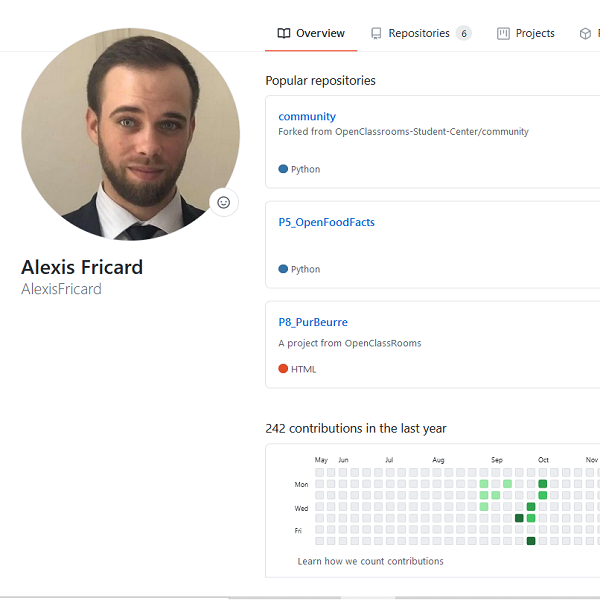 Overview
Repositories 6
Projects
Popular repositories
community
Forked from OpenClassrooms-Student-Center/community
Python
P5_OpenFoodFacts
Python
P8_PurBeurre
A project from OpenClassRooms
HTML
Alexis Fricard
AlexisFricard
242 contributions in the last year
May Jun Jul Aug Sep Oct Nov
Mon
Wed
Fri
Learn how we count contributions